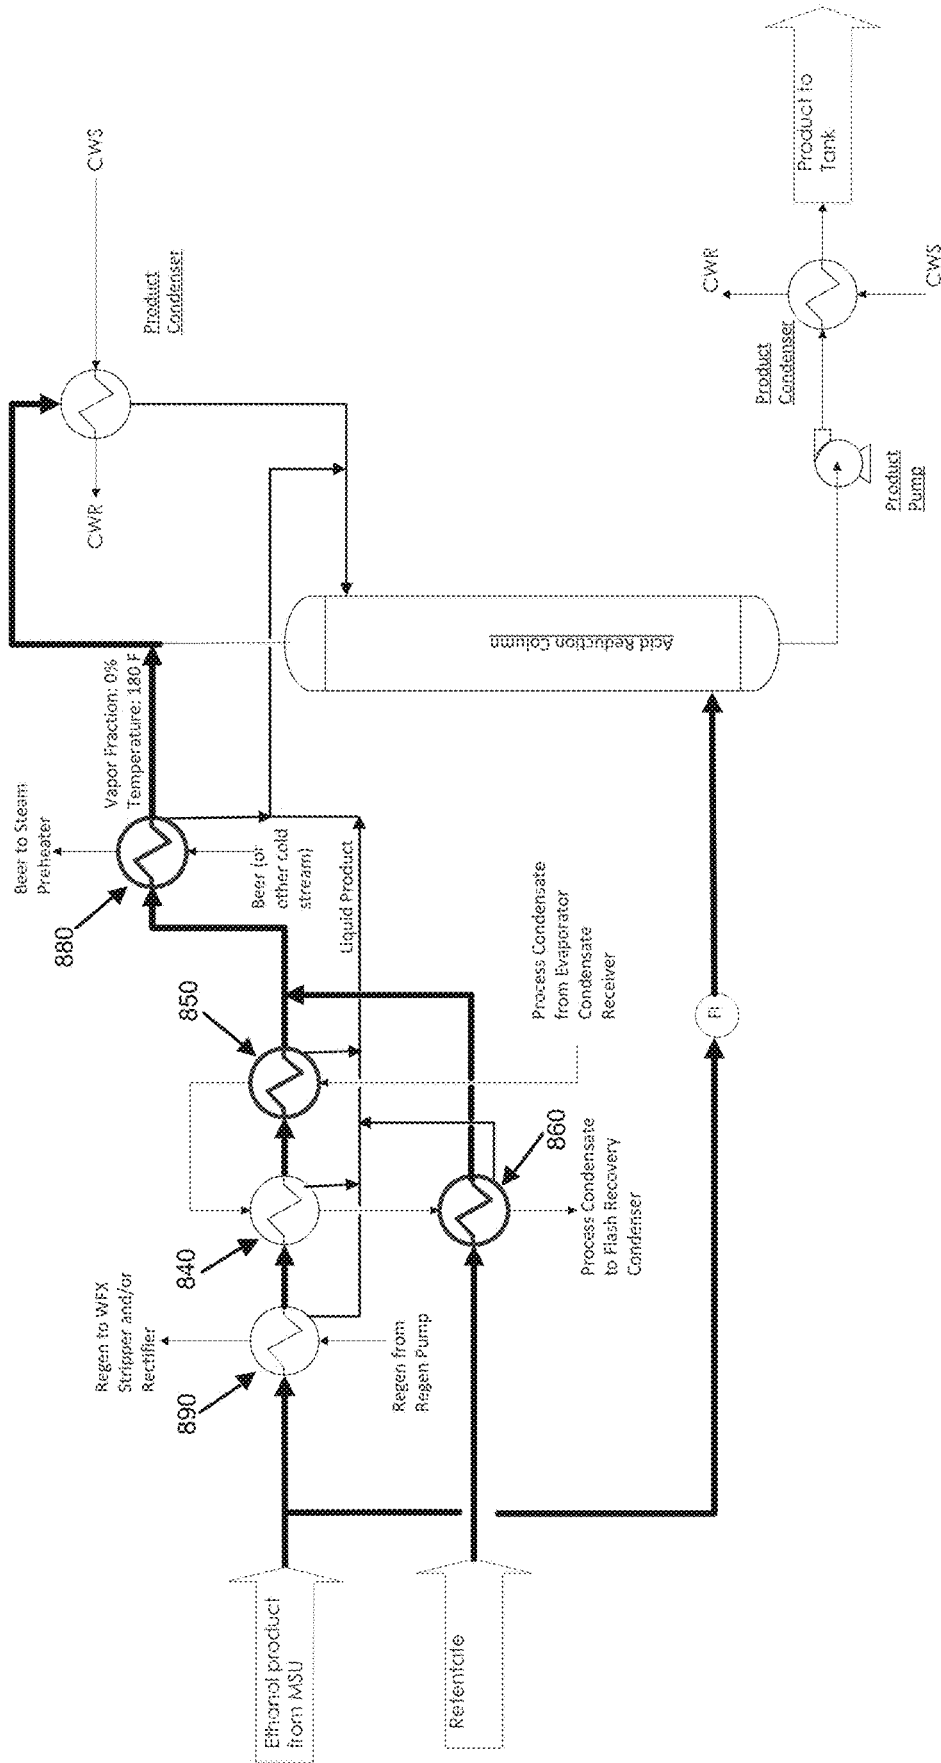 Ethanol product
from MSU
Retentate
Regen to WFX
Stripper and/or
Rectifier
890
Regen from
Regen Pump
840
850
860
Process Condensate
to Flash Recovery
Condenser
Process Condensate
from Evaporator
Condensate
Receiver
Liquid Product
FI
880
Beer to Steam
Preheater
Beer (or
other cold
stream)
Vapor Fraction: 0%
Temperature: 180 F
Acid Reduction Column
CWR
CWS
Product
Condenser
Product
Pump
Product
Condenser
CWR
CWS
Product to
Tank